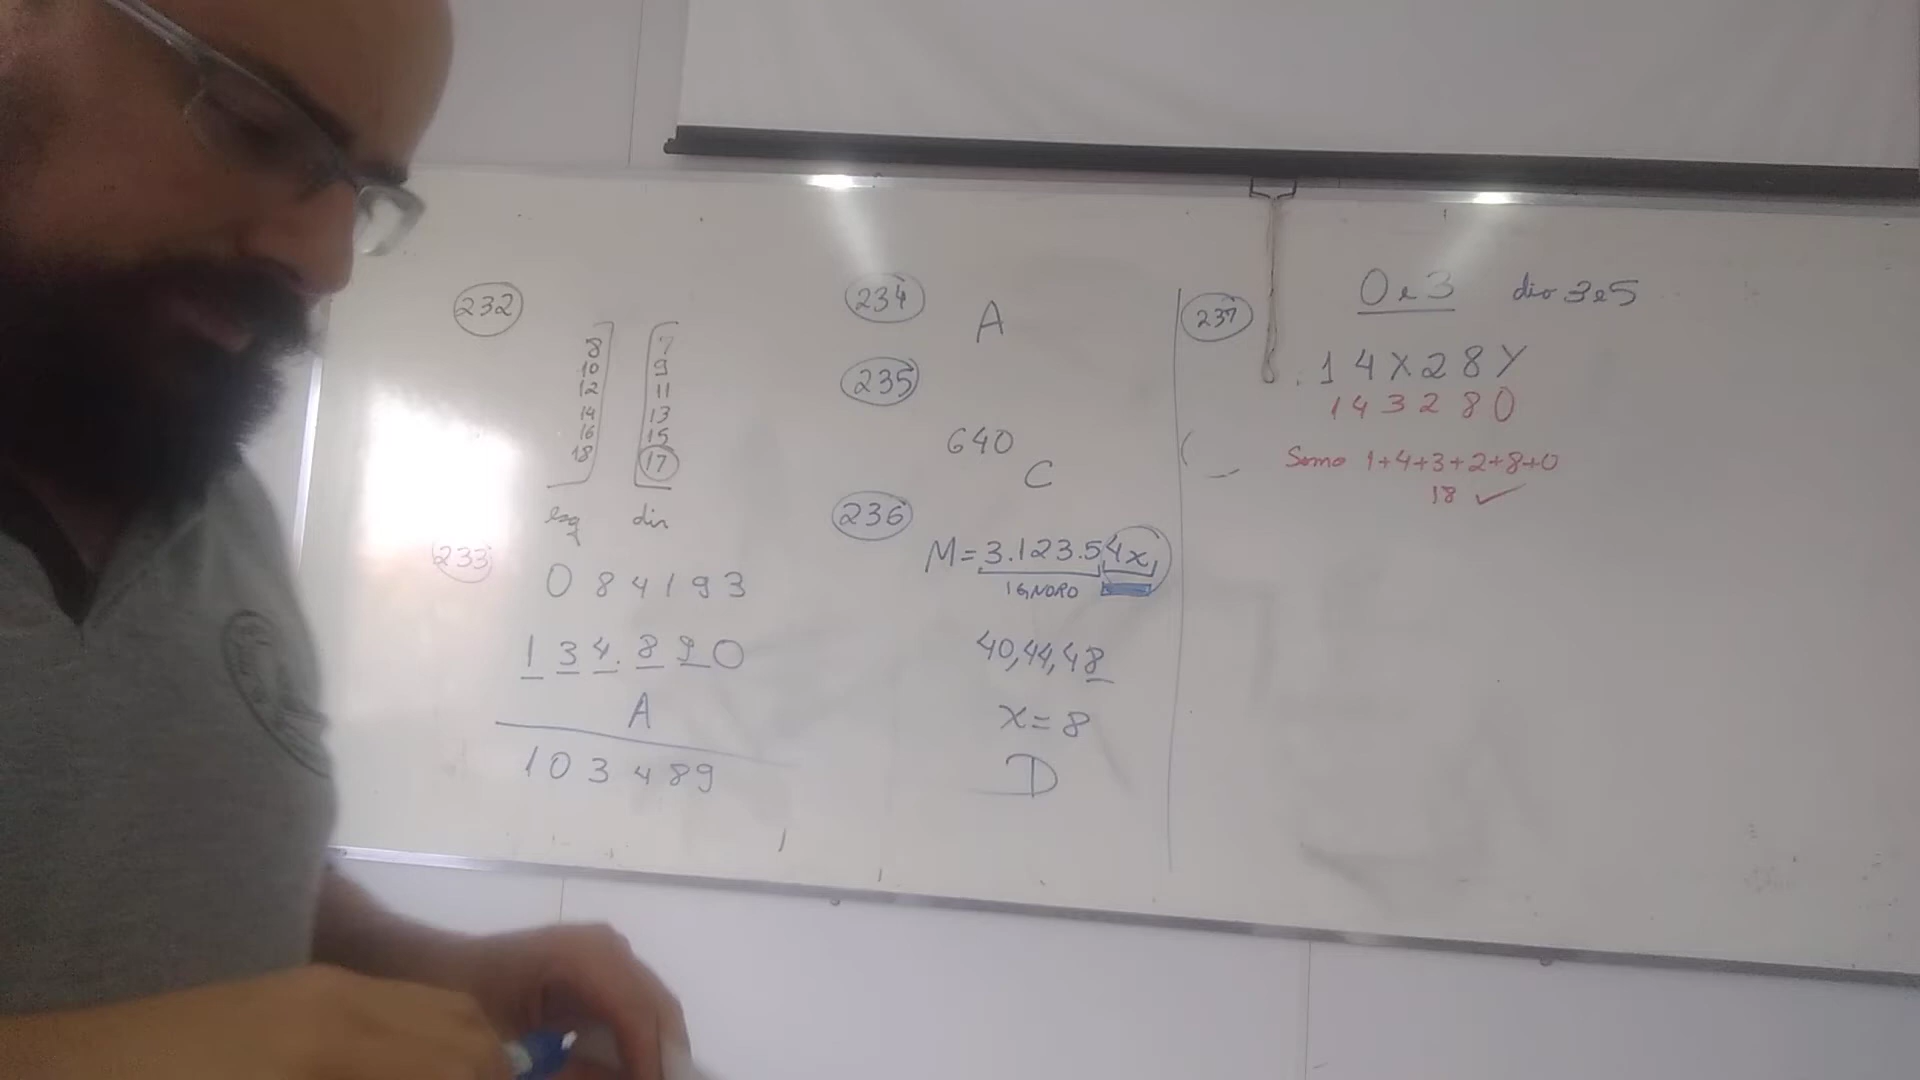 232
8 7
10 9
12 11
14 13
16 15
18 17
esq dir
233
0 8 4 1 9 3
1 3 4 . 8 9 0
A
1 0 3 4 8 9
234
A
235
640
C
236
M = 3.123.54x
IGNORO
40, 44, 48
x = 8
D
237
0 e 3 div 3 e 5
1 4 X 2 8 Y
1 4 3 2 8 0
Soma 1+4+3+2+8+0
18 ✓